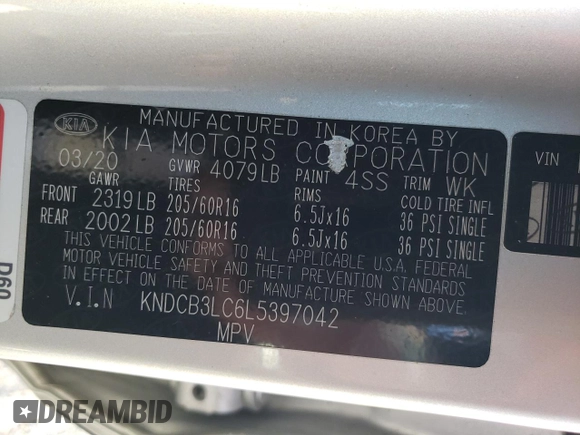 KIA
MANUFACTURED IN KOREA BY
KIA MOTORS CORPORATION
03/20 GVWR 4079LB PAINT 4SS TRIM WK
GAWR TIRES RIMS COLD TIRE INFL
FRONT 2319LB 205/60R16 6.5Jx16 36 PSI SINGLE
REAR 2002LB 205/60R16 6.5Jx16 36 PSI SINGLE
THIS VEHICLE CONFORMS TO ALL APPLICABLE U.S.A. FEDERAL
MOTOR VEHICLE SAFETY AND THEFT PREVENTION STANDARDS
IN EFFECT ON THE DATE OF MANUFACTURE SHOWN ABOVE.
V.I.N KNDCB3LC6L5397042
MPV
VIN
D60
DREAMBID